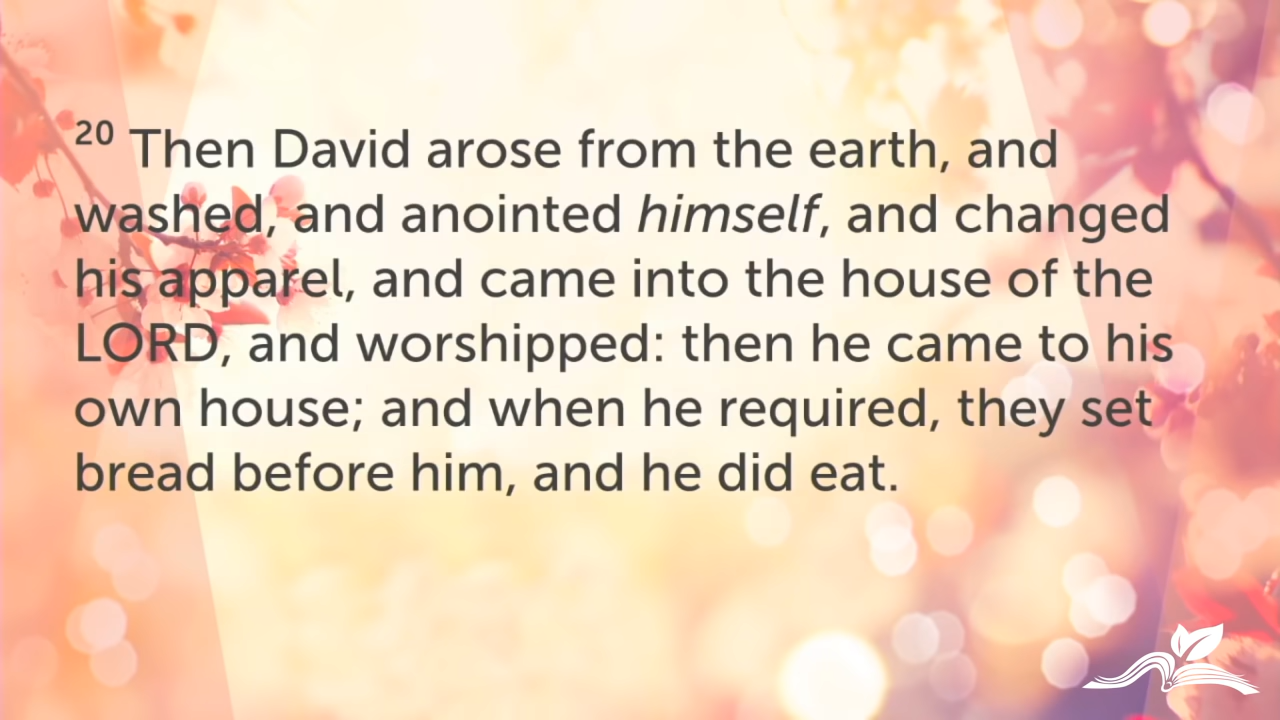 20 Then David arose from the earth, and
washed, and anointed himself, and changed
his apparel, and came into the house of the
LORD, and worshipped: then he came to his
own house; and when he required, they set
bread before him, and he did eat.